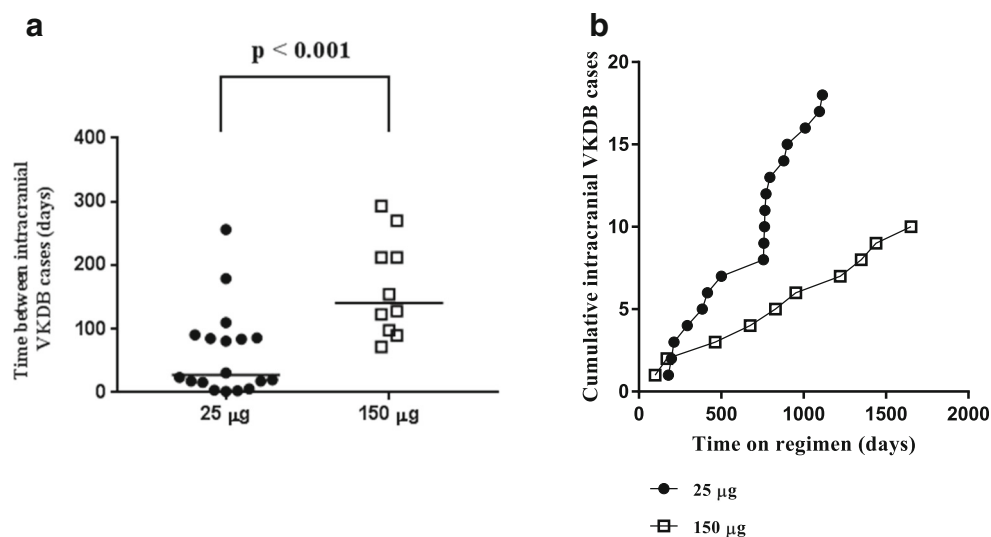 a
p < 0.001
Time between intracranial
VKDB cases (days)
400
300
200
100
0
25 µg
150 µg
b
Cumulative intracranial VKDB cases
20
15
10
5
0
0
500
1000
1500
2000
Time on regimen (days)
25 µg
150 µg